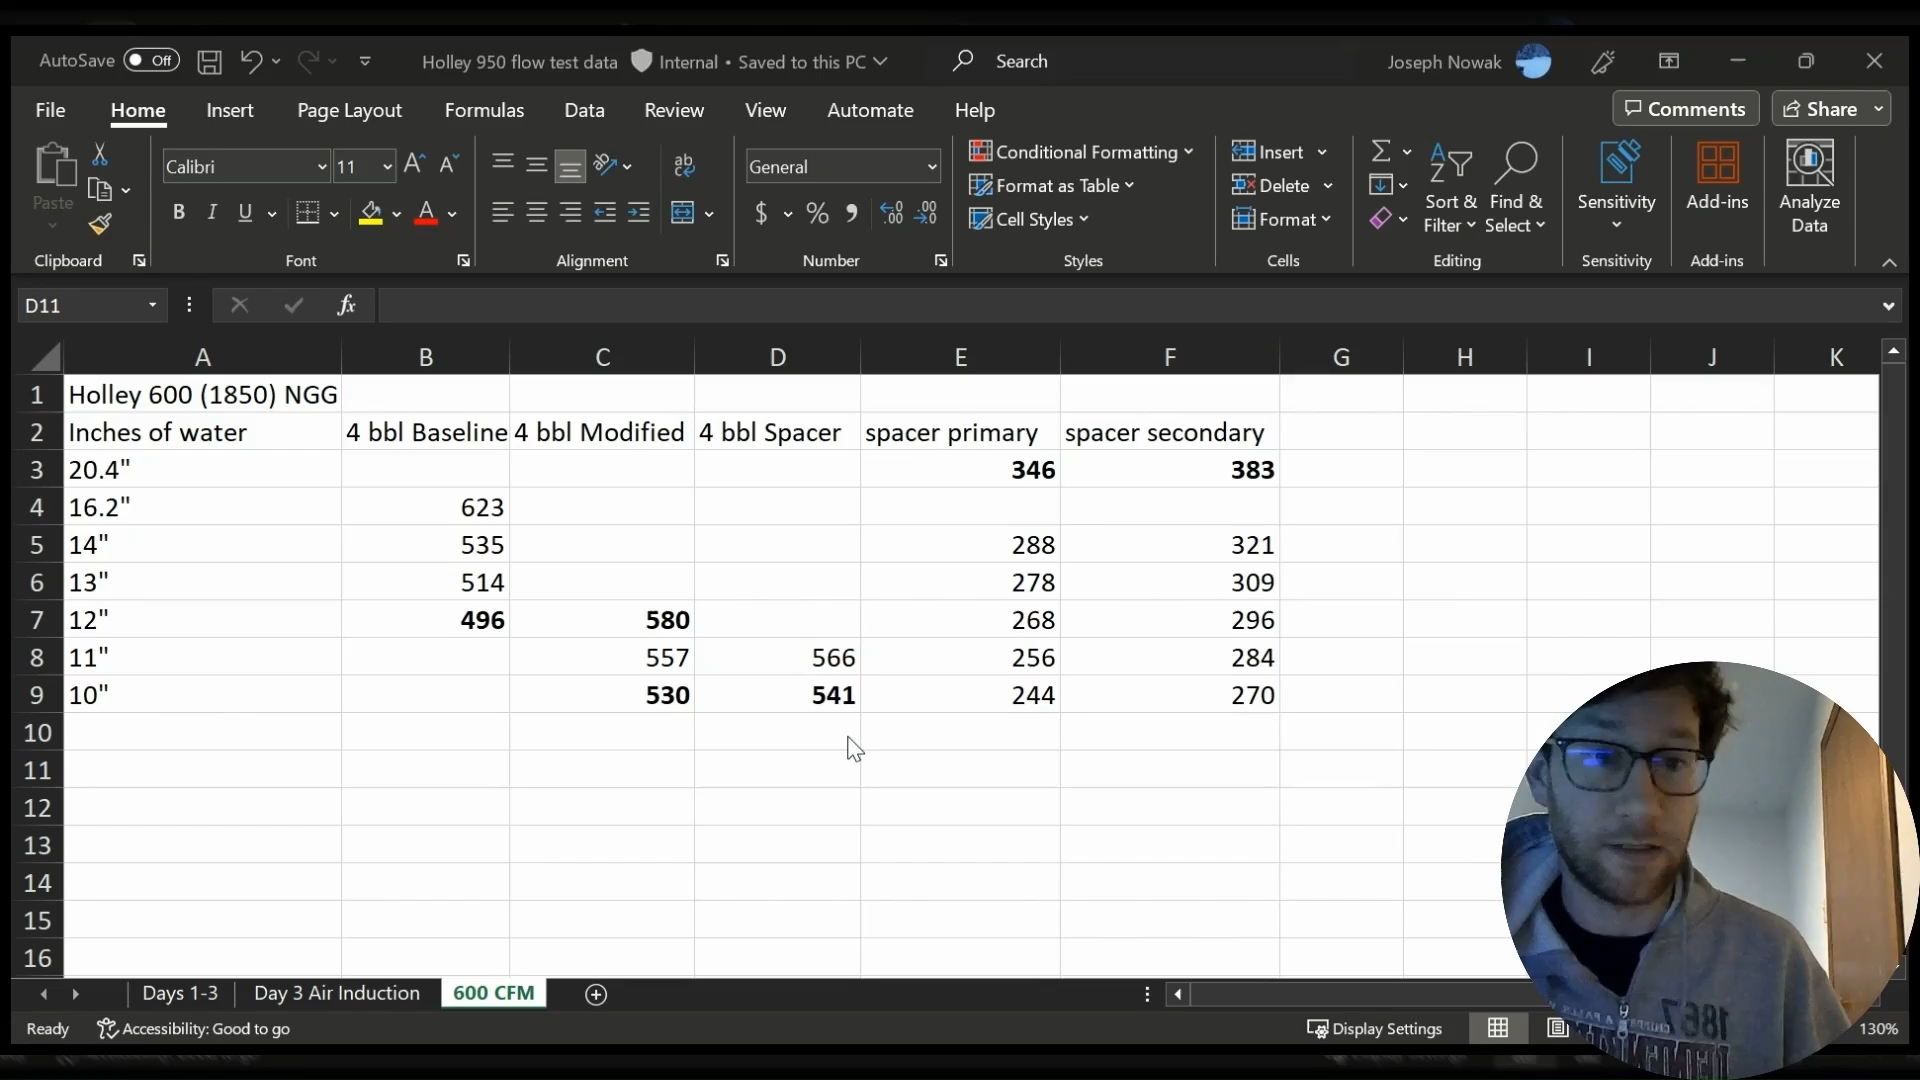 AutoSave Off Holley 950 flow test data Internal • Saved to this PC Search Joseph Nowak
File Home Insert Page Layout Formulas Data Review View Automate Help Comments Share
Paste
Clipboard
Calibri 11
B I U A
Font
ab
Alignment
General
$ % 9 .00 .00
Number
Conditional Formatting
Format as Table
Cell Styles
Styles
Insert
Delete
Format
Cells
Sort & Filter
Find & Select
Editing
Sensitivity
Sensitivity
Add-ins
Add-ins
Analyze Data
D11 fx
A B C D E F G H I J K
1 Holley 600 (1850) NGG
2 Inches of water 4 bbl Baseline 4 bbl Modified 4 bbl Spacer spacer primary spacer secondary
3 20.4" 346 383
4 16.2" 623
5 14" 535 288 321
6 13" 514 278 309
7 12" 496 580 268 296
8 11" 557 566 256 284
9 10" 530 541 244 270
10
11
12
13
14
15
16
Days 1-3 Day 3 Air Induction 600 CFM
Ready Accessibility: Good to go Display Settings 130%